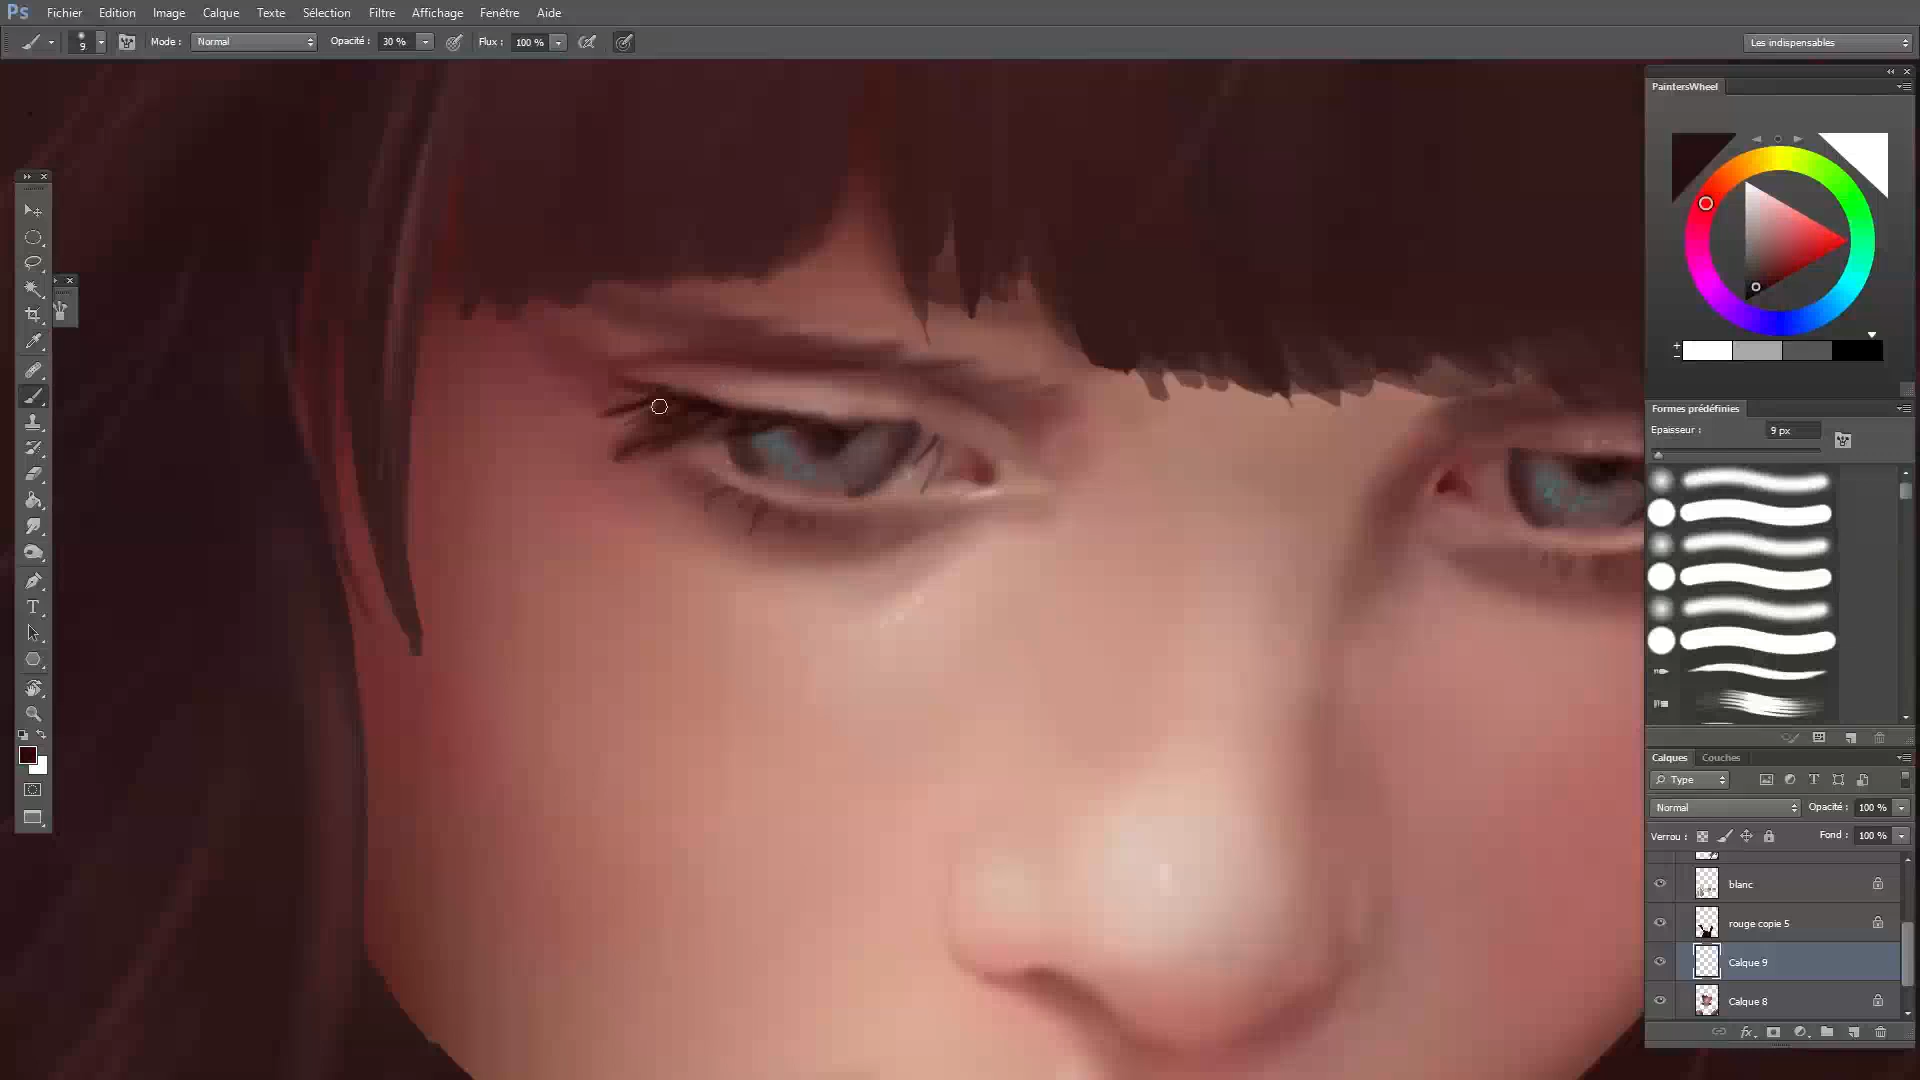 Ps Fichier Edition Image Calque Texte Sélection Filtre Affichage Fenêtre Aide
9 Mode : Normal Opacité : 30 % Flux : 100 % Les indispensables
PaintersWheel
Formes prédéfinies
Epaisseur : 9 px
Calques Couches
Type
Normal Opacité : 100 %
Verrou : Fond : 100 %
blanc
rouge copie 5
Calque 9
Calque 8